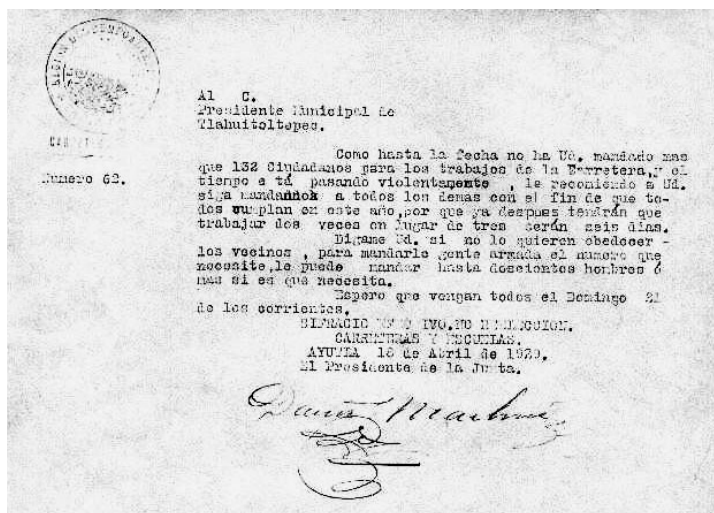 Al C.
Presidente Municipal de
Tlahuitoltepec.
Como hasta la fecha no ha Ud. mandado mas
que 132 Ciudadanos para los trabajos de la Carretera, y el
Numero 62.
tiempo e tá pasando violentamente , le recomiendo a Ud.
siga a todos los demas con el fin de que to-
dos cumplan en este año,por que ya despues tendrán que
trabajar dos veces en lugar de tres serán seis días.
Digame Ud. si no lo quieren obedecer -
los vecinos , para mandarle gente armada el numero que
necesite,le puede mandar hasta doscientos hombres ó
mas si es que necesita.
Espero que vengan todos el Domingo 21
de los corrientes.
SUFRAGIO EFECTIVO.NO REELECCION.
CARRETERAS Y ESCUELAS.
AYUTLA 18 de Abril de 1929.
El Presidente de la Junta.